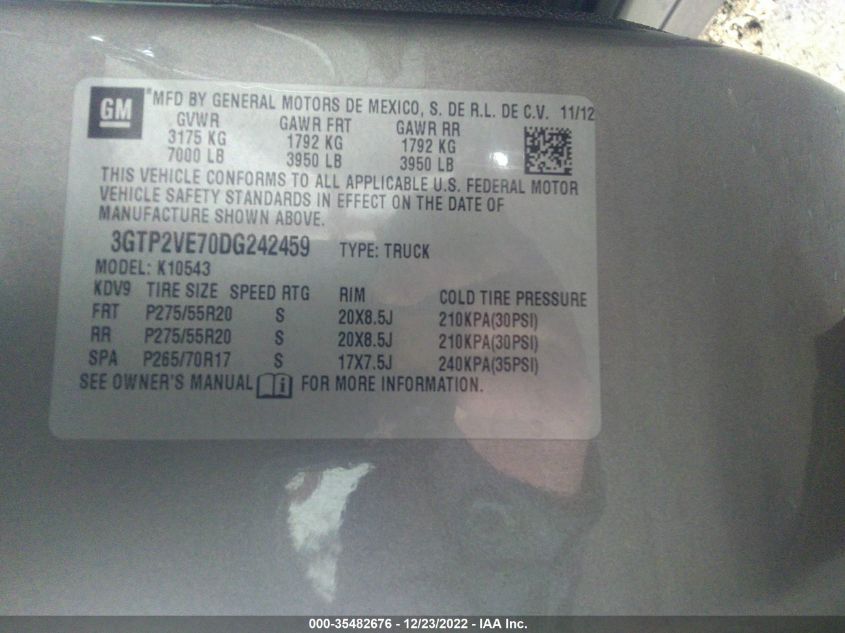 GM
MFD BY GENERAL MOTORS DE MEXICO, S. DE R.L. DE C.V. 11/12
GVWR GAWR FRT GAWR RR
3175 KG 1792 KG 1792 KG
7000 LB 3950 LB 3950 LB
THIS VEHICLE CONFORMS TO ALL APPLICABLE U.S. FEDERAL MOTOR
VEHICLE SAFETY STANDARDS IN EFFECT ON THE DATE OF
MANUFACTURE SHOWN ABOVE.
3GTP2VE70DG242459 TYPE: TRUCK
MODEL: K10543
KDV9 TIRE SIZE SPEED RTG RIM COLD TIRE PRESSURE
FRT P275/55R20 S 20X8.5J 210KPA(30PSI)
RR P275/55R20 S 20X8.5J 210KPA(30PSI)
SPA P265/70R17 S 17X7.5J 240KPA(35PSI)
SEE OWNER'S MANUAL FOR MORE INFORMATION.
000-35482676 - 12/23/2022 - IAA Inc.